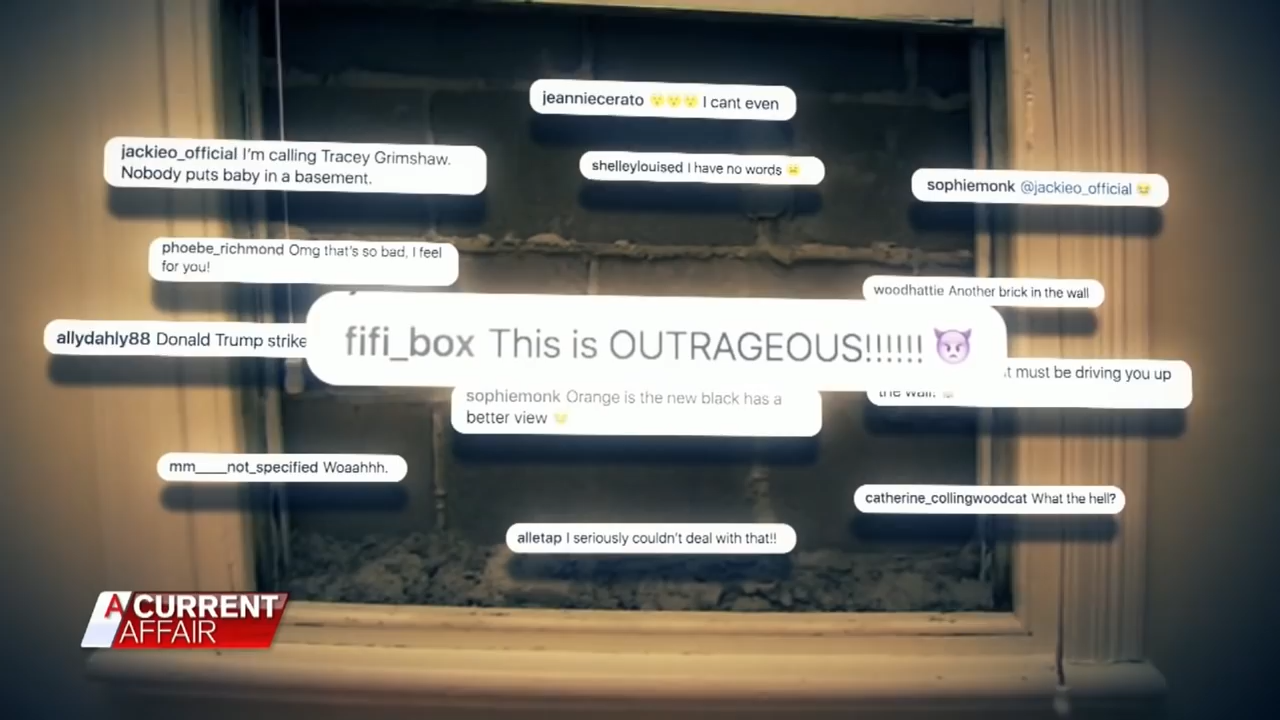 jeanniecerato 😯😯😯 I cant even
jackieo_official I'm calling Tracey Grimshaw.
Nobody puts baby in a basement.
shelleylouised I have no words
sophiemonk @jackieo_official
phoebe_richmond Omg that's so bad, I feel
for you!
woodhattie Another brick in the wall
allydahly88 Donald Trump strike
fifi_box This is OUTRAGEOUS!!!!!! 😈
must be driving you up
the wall.
sophiemonk Orange is the new black has a
better view
mm____not_specified Woaahhh.
catherine_collingwoodcat What the hell?
alletap I seriously couldn't deal with that!!
A CURRENT
AFFAIR